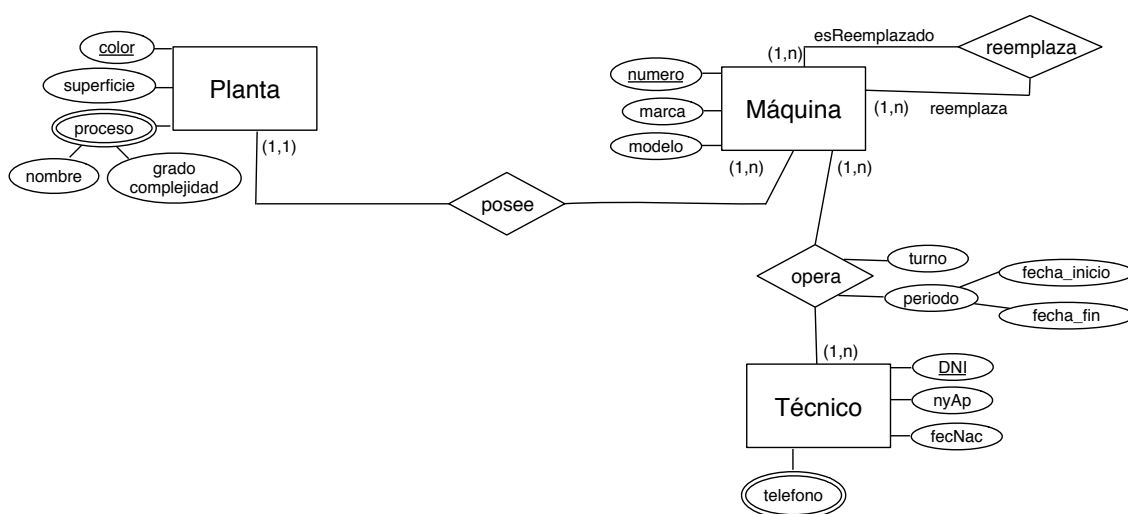 color
superficie
proceso
nombre
grado
complejidad
Planta
(1,1)
posee
esReemplazado
(1,n)
reemplaza
numero
marca
modelo
Máquina
(1,n)
reemplaza
(1,n)
(1,n)
opera
turno
periodo
fecha_inicio
fecha_fin
(1,n)
Técnico
DNI
nyAp
fecNac
telefono